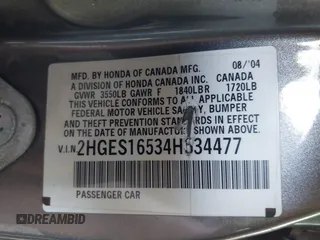 MFD. BY HONDA OF CANADA MFG. 08/'04
A DIVISION OF HONDA CANADA INC. CANADA
GVWR 3550LB GAWR F 1840LB R 1720LB
THIS VEHICLE CONFORMS TO ALL APPLICABLE
FEDERAL MOTOR VEHICLE SAFETY, BUMPER
AND THEFT PREVENTION STANDARDS IN EFFECT
ON THE DATE OF MANUFACTURE SHOWN ABOVE.
V.I.N. 2HGES16534H534477
PASSENGER CAR
DREAMBID